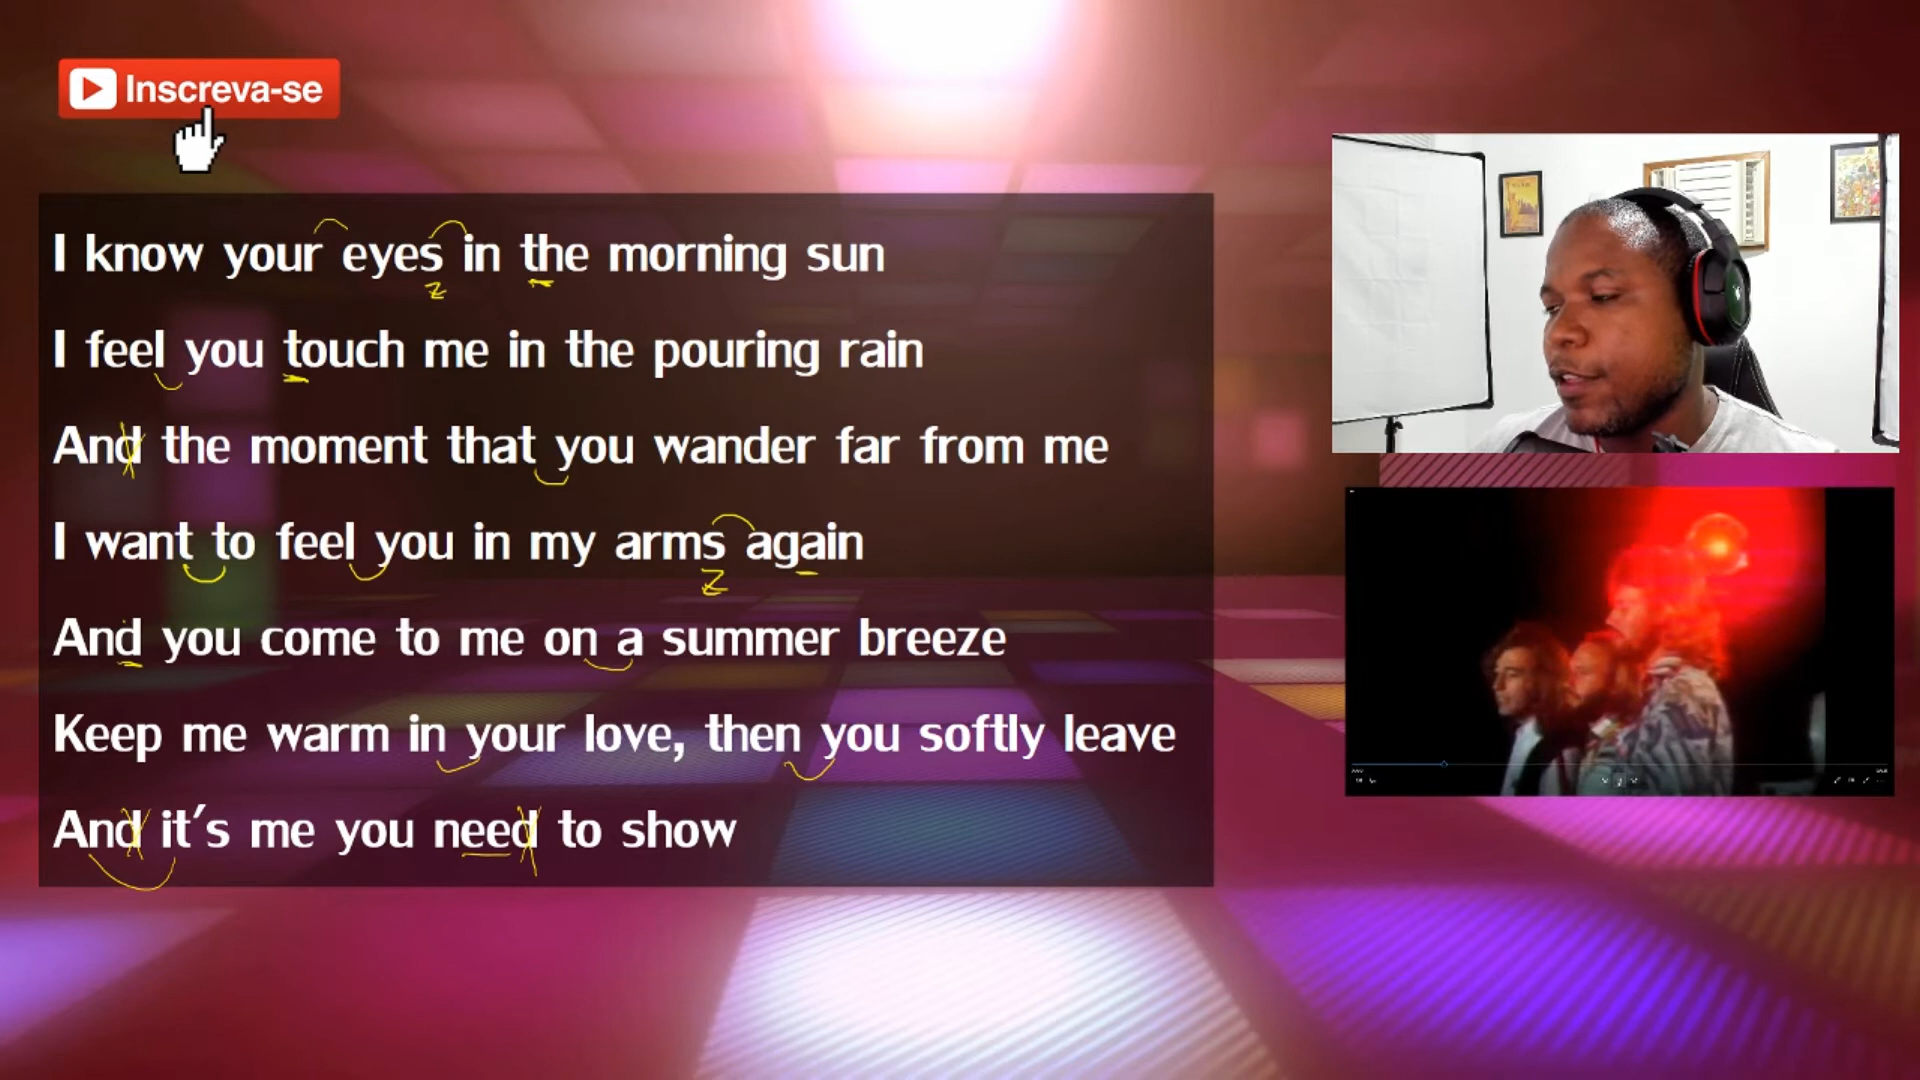 Inscreva-se
I know your eyes in the morning sun
z
I feel you touch me in the pouring rain
And the moment that you wander far from me
I want to feel you in my arms again
z
And you come to me on a summer breeze
Keep me warm in your love, then you softly leave
And it's me you need to show